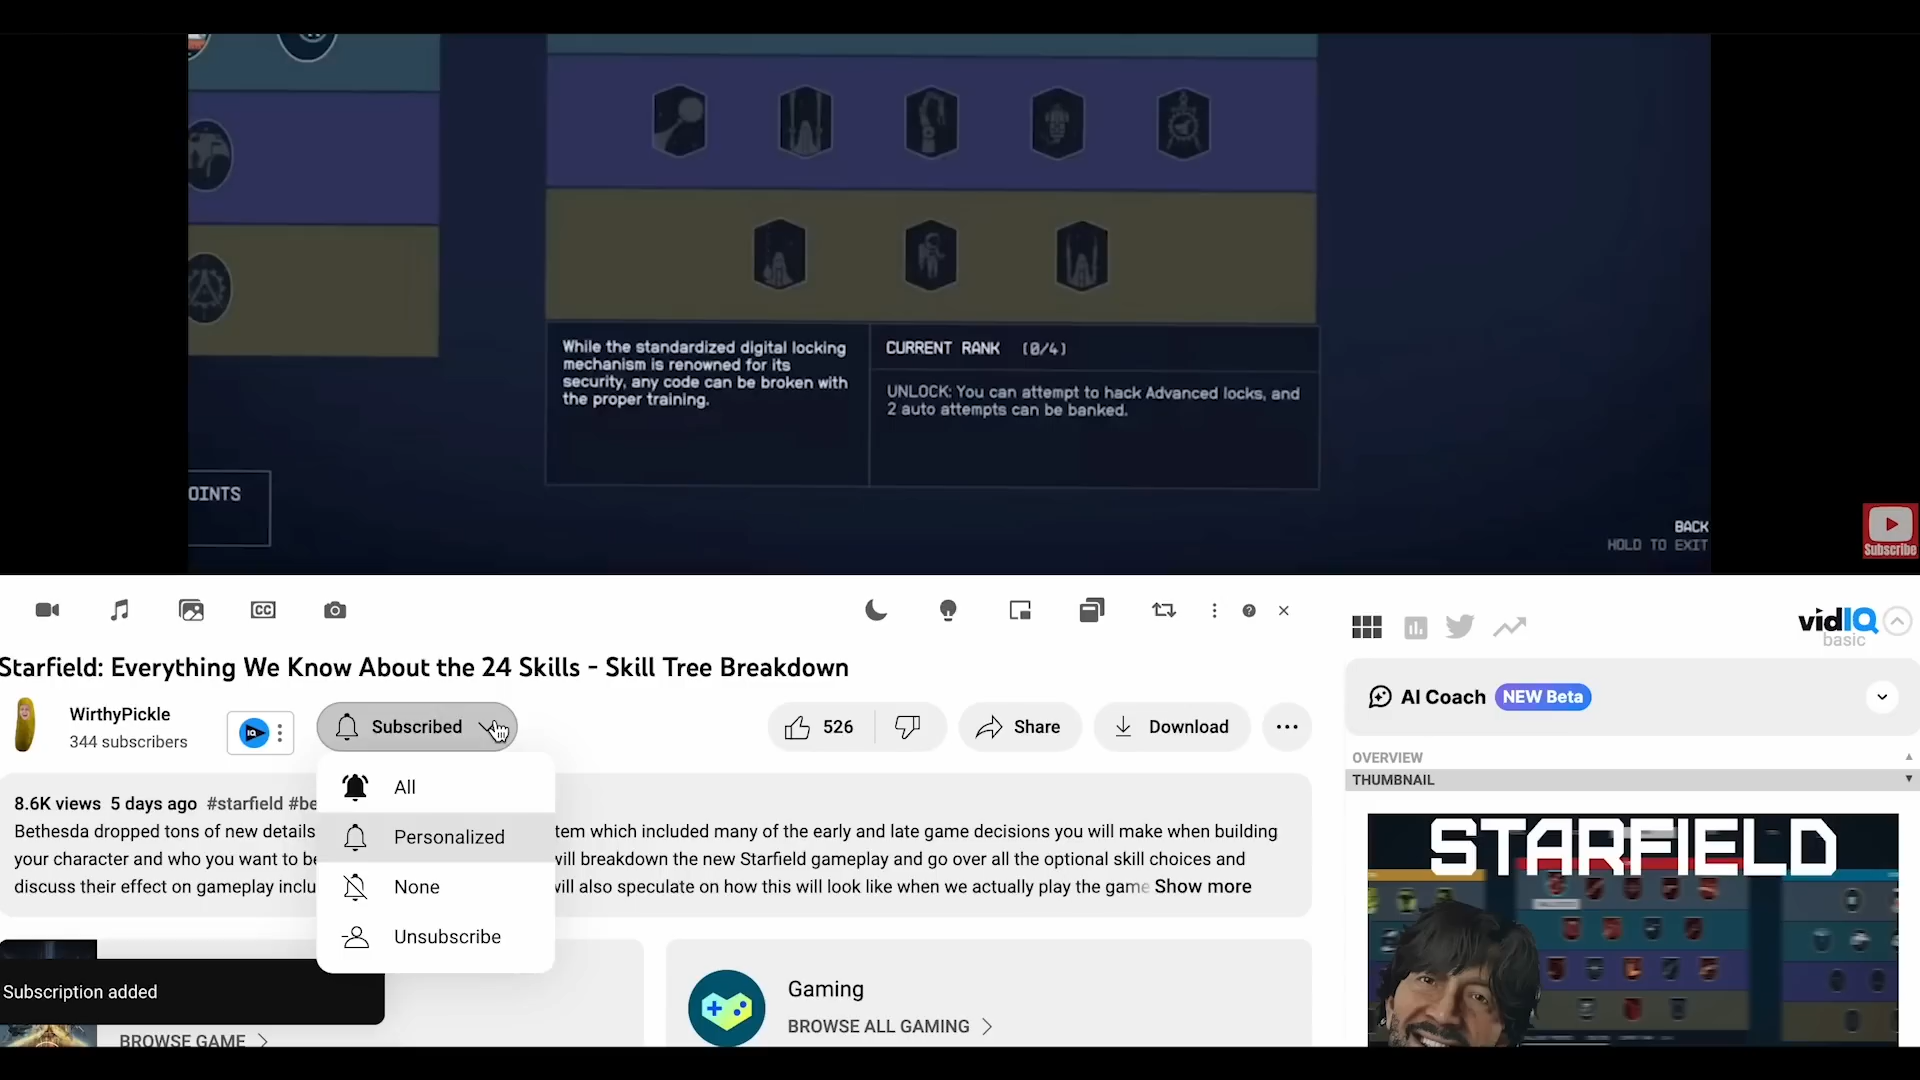 While the standardized digital locking
mechanism is renowned for its
security, any code can be broken with
the proper training.
CURRENT RANK (0/4)
UNLOCK: You can attempt to hack Advanced locks, and
2 auto attempts can be banked.
OINTS
BACK
HOLD TO EXIT
Subscribe
CC
vidIQ
basic
Starfield: Everything We Know About the 24 Skills - Skill Tree Breakdown
WirthyPickle
344 subscribers
IQ
Subscribed
526
Share
Download
AI Coach NEW Beta
OVERVIEW
THUMBNAIL
All
Personalized
None
Unsubscribe
8.6K views 5 days ago #starfield #be
Bethesda dropped tons of new details tem which included many of the early and late game decisions you will make when building
your character and who you want to be will breakdown the new Starfield gameplay and go over all the optional skill choices and
discuss their effect on gameplay inclu will also speculate on how this will look like when we actually play the game Show more
STARFIELD
Subscription added
BROWSE GAME
Gaming
BROWSE ALL GAMING